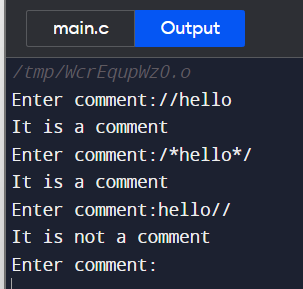 main.c Output
/tmp/WcrEqupWzO.o
Enter comment://hello
It is a comment
Enter comment:/*hello*/
It is a comment
Enter comment:hello//
It is not a comment
Enter comment: